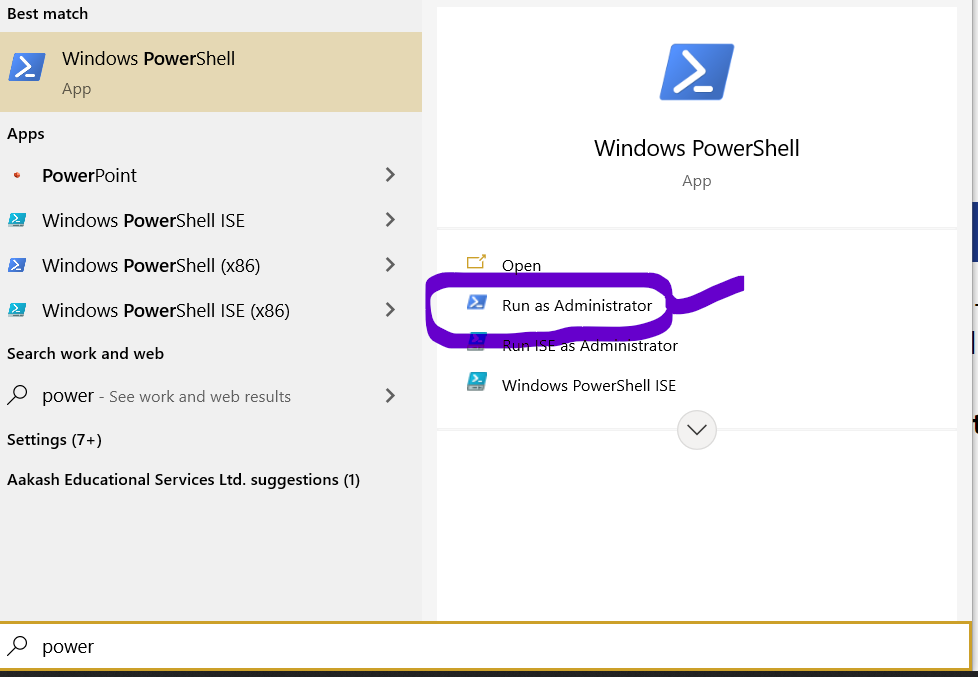 Best match
Windows PowerShell
App
Apps
PowerPoint
Windows PowerShell ISE
Windows PowerShell (x86)
Windows PowerShell ISE (x86)
Search work and web
power - See work and web results
Settings (7+)
Aakash Educational Services Ltd. suggestions (1)
power
Windows PowerShell
App
Open
Run as Administrator
Run ISE as Administrator
Windows PowerShell ISE